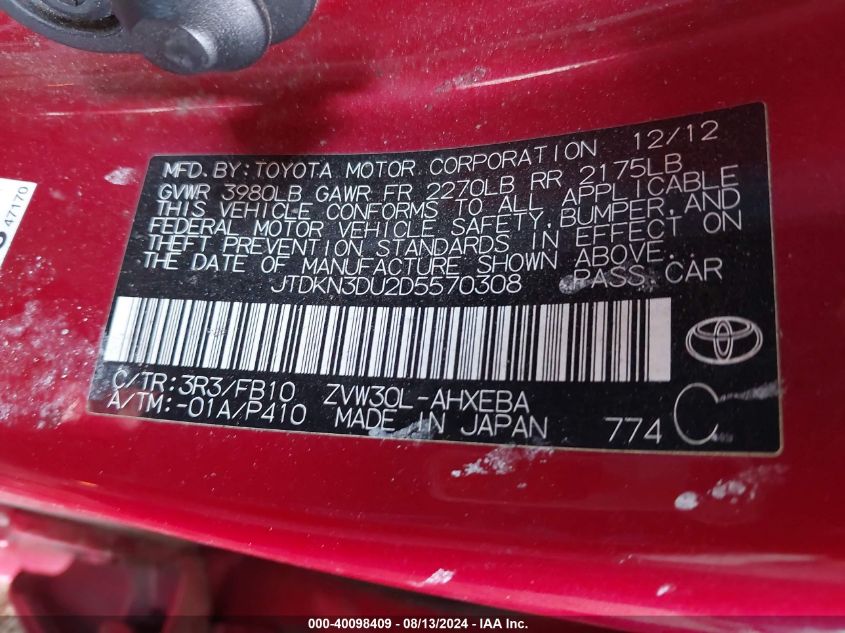 MFD.BY:TOYOTA MOTOR CORPORATION 12/12
GVWR 3980LB GAWR FR 2270LB RR 2175LB
THIS VEHICLE CONFORMS TO ALL APPLICABLE
FEDERAL MOTOR VEHICLE SAFETY,BUMPER,AND
THEFT PREVENTION STANDARDS IN EFFECT ON
THE DATE OF MANUFACTURE SHOWN ABOVE.
JTDKN3DU2D5570308 PASS CAR
C/TR:3R3/FB10 ZVW30L-AHXEBA
A/TM:-01A/P410 MADE IN JAPAN 774 C
47170
000-40098409 - 08/13/2024 - IAA Inc.